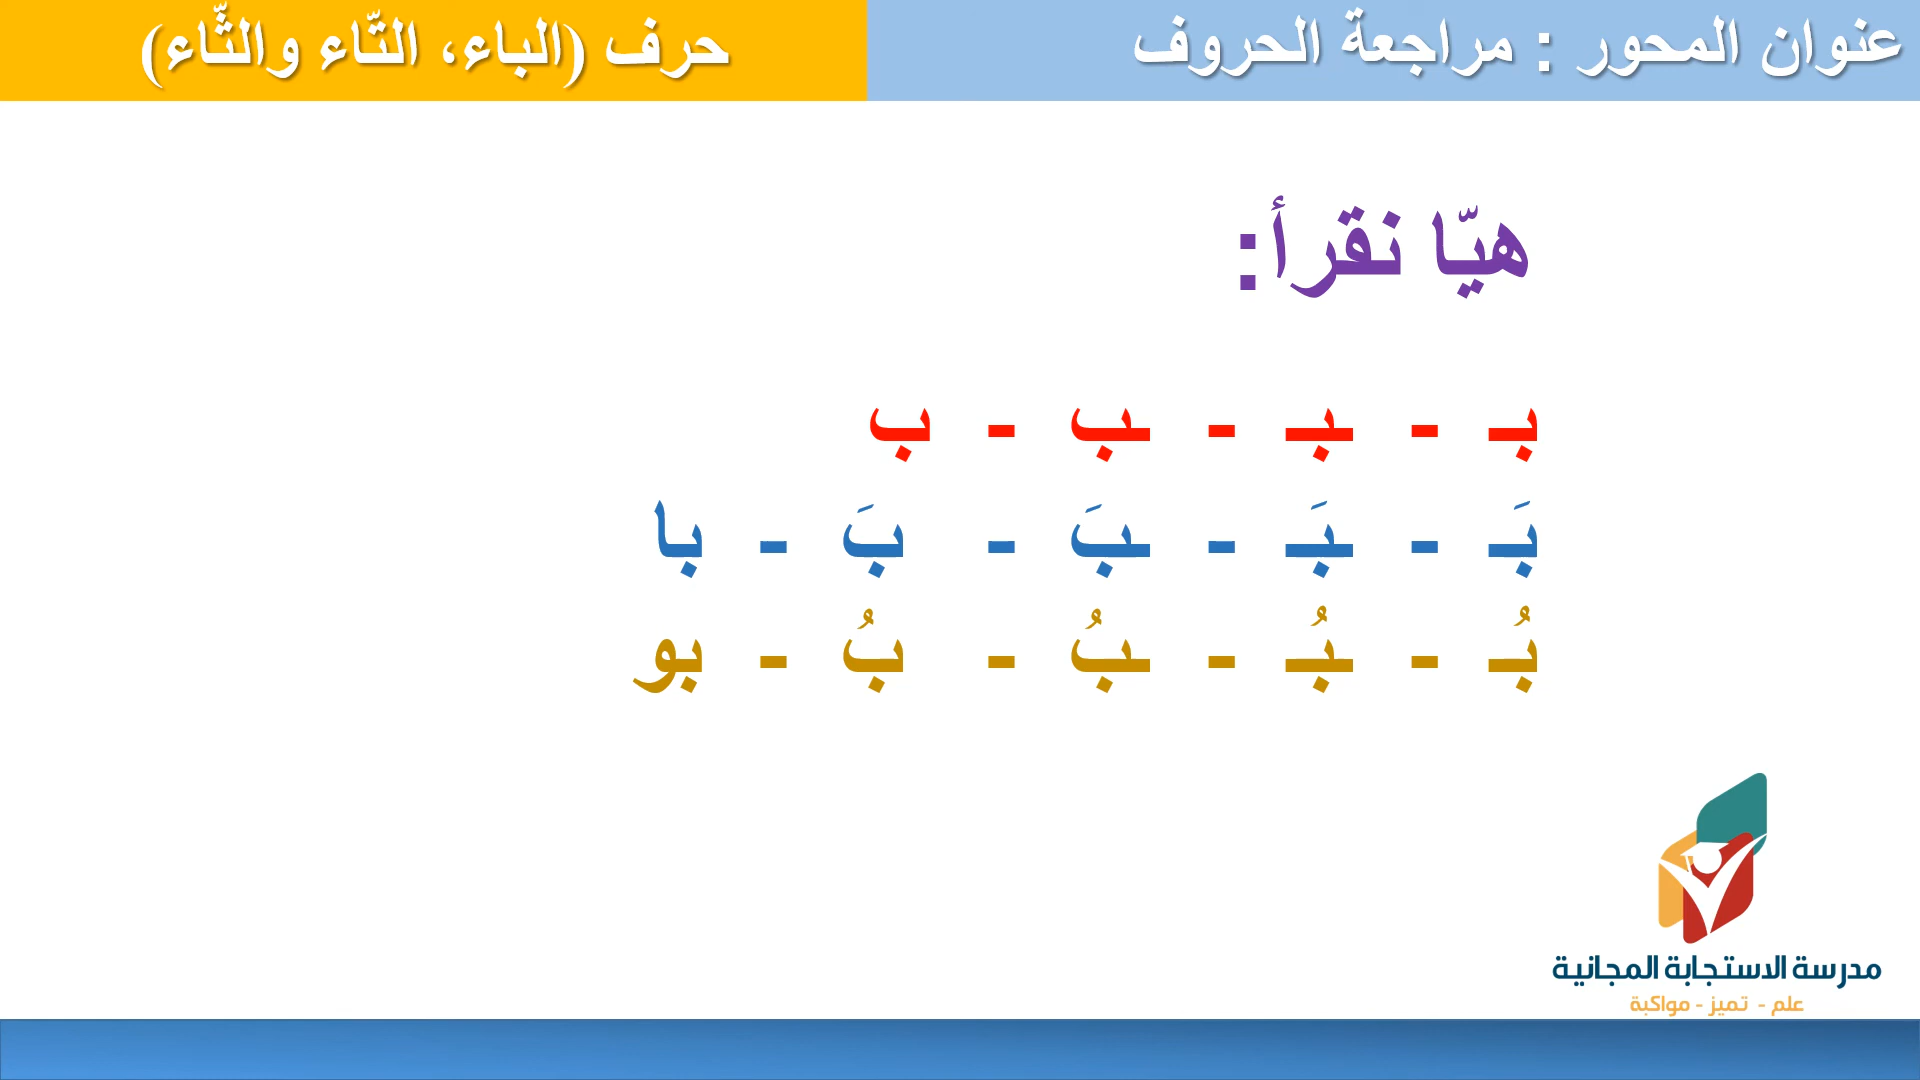 عنوان المحور : مراجعة الحروف
حرف (الباء، التّاء والثّاء)
هيّا نقرأ:
بـ - ـبـ - ـب - ب
بَـ - ـبَـ - ـبَ - بَ - با
بُـ - ـبُـ - ـبُ - بُ - بو
مدرسة الاستجابة المجانية
علم - تميز - مواكبة